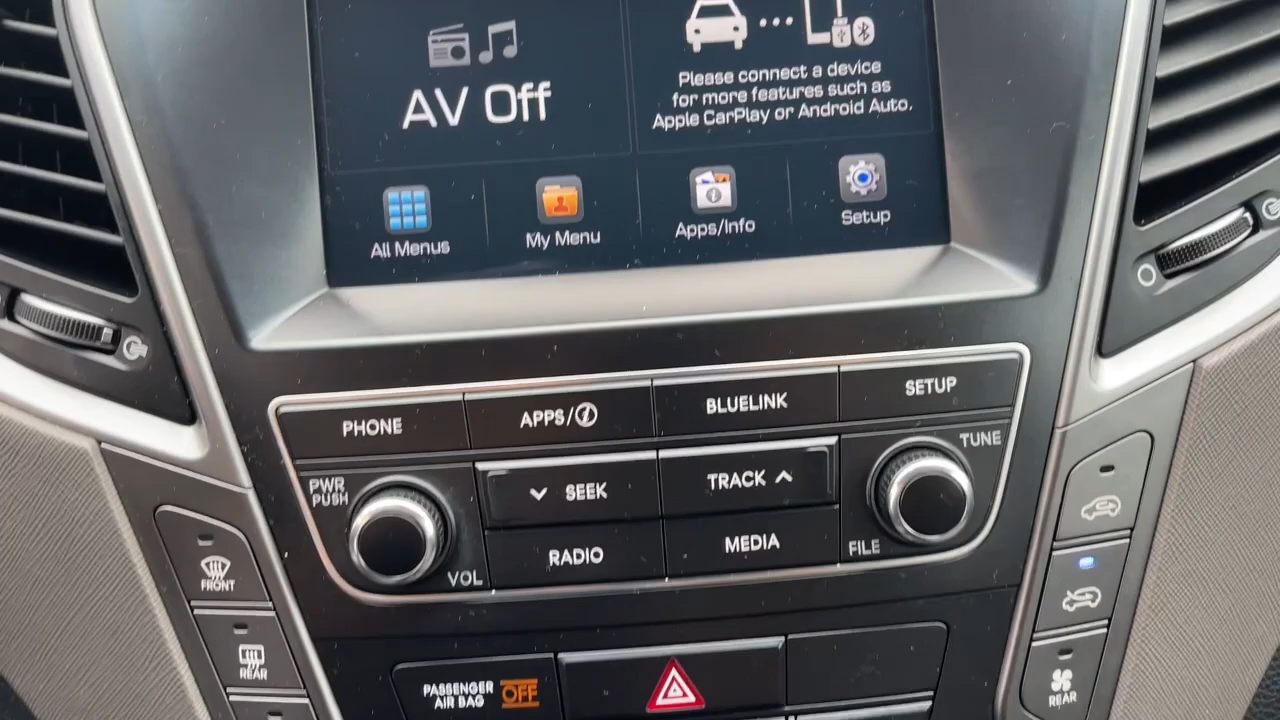 AV Off
Please connect a device
for more features such as
Apple CarPlay or Android Auto.
All Menus
My Menu
Apps/Info
Setup
PHONE
APPS/i
BLUELINK
SETUP
PWR
PUSH
VOL
SEEK
TRACK
RADIO
MEDIA
TUNE
FILE
FRONT
REAR
PASSENGER
AIR BAG OFF
REAR